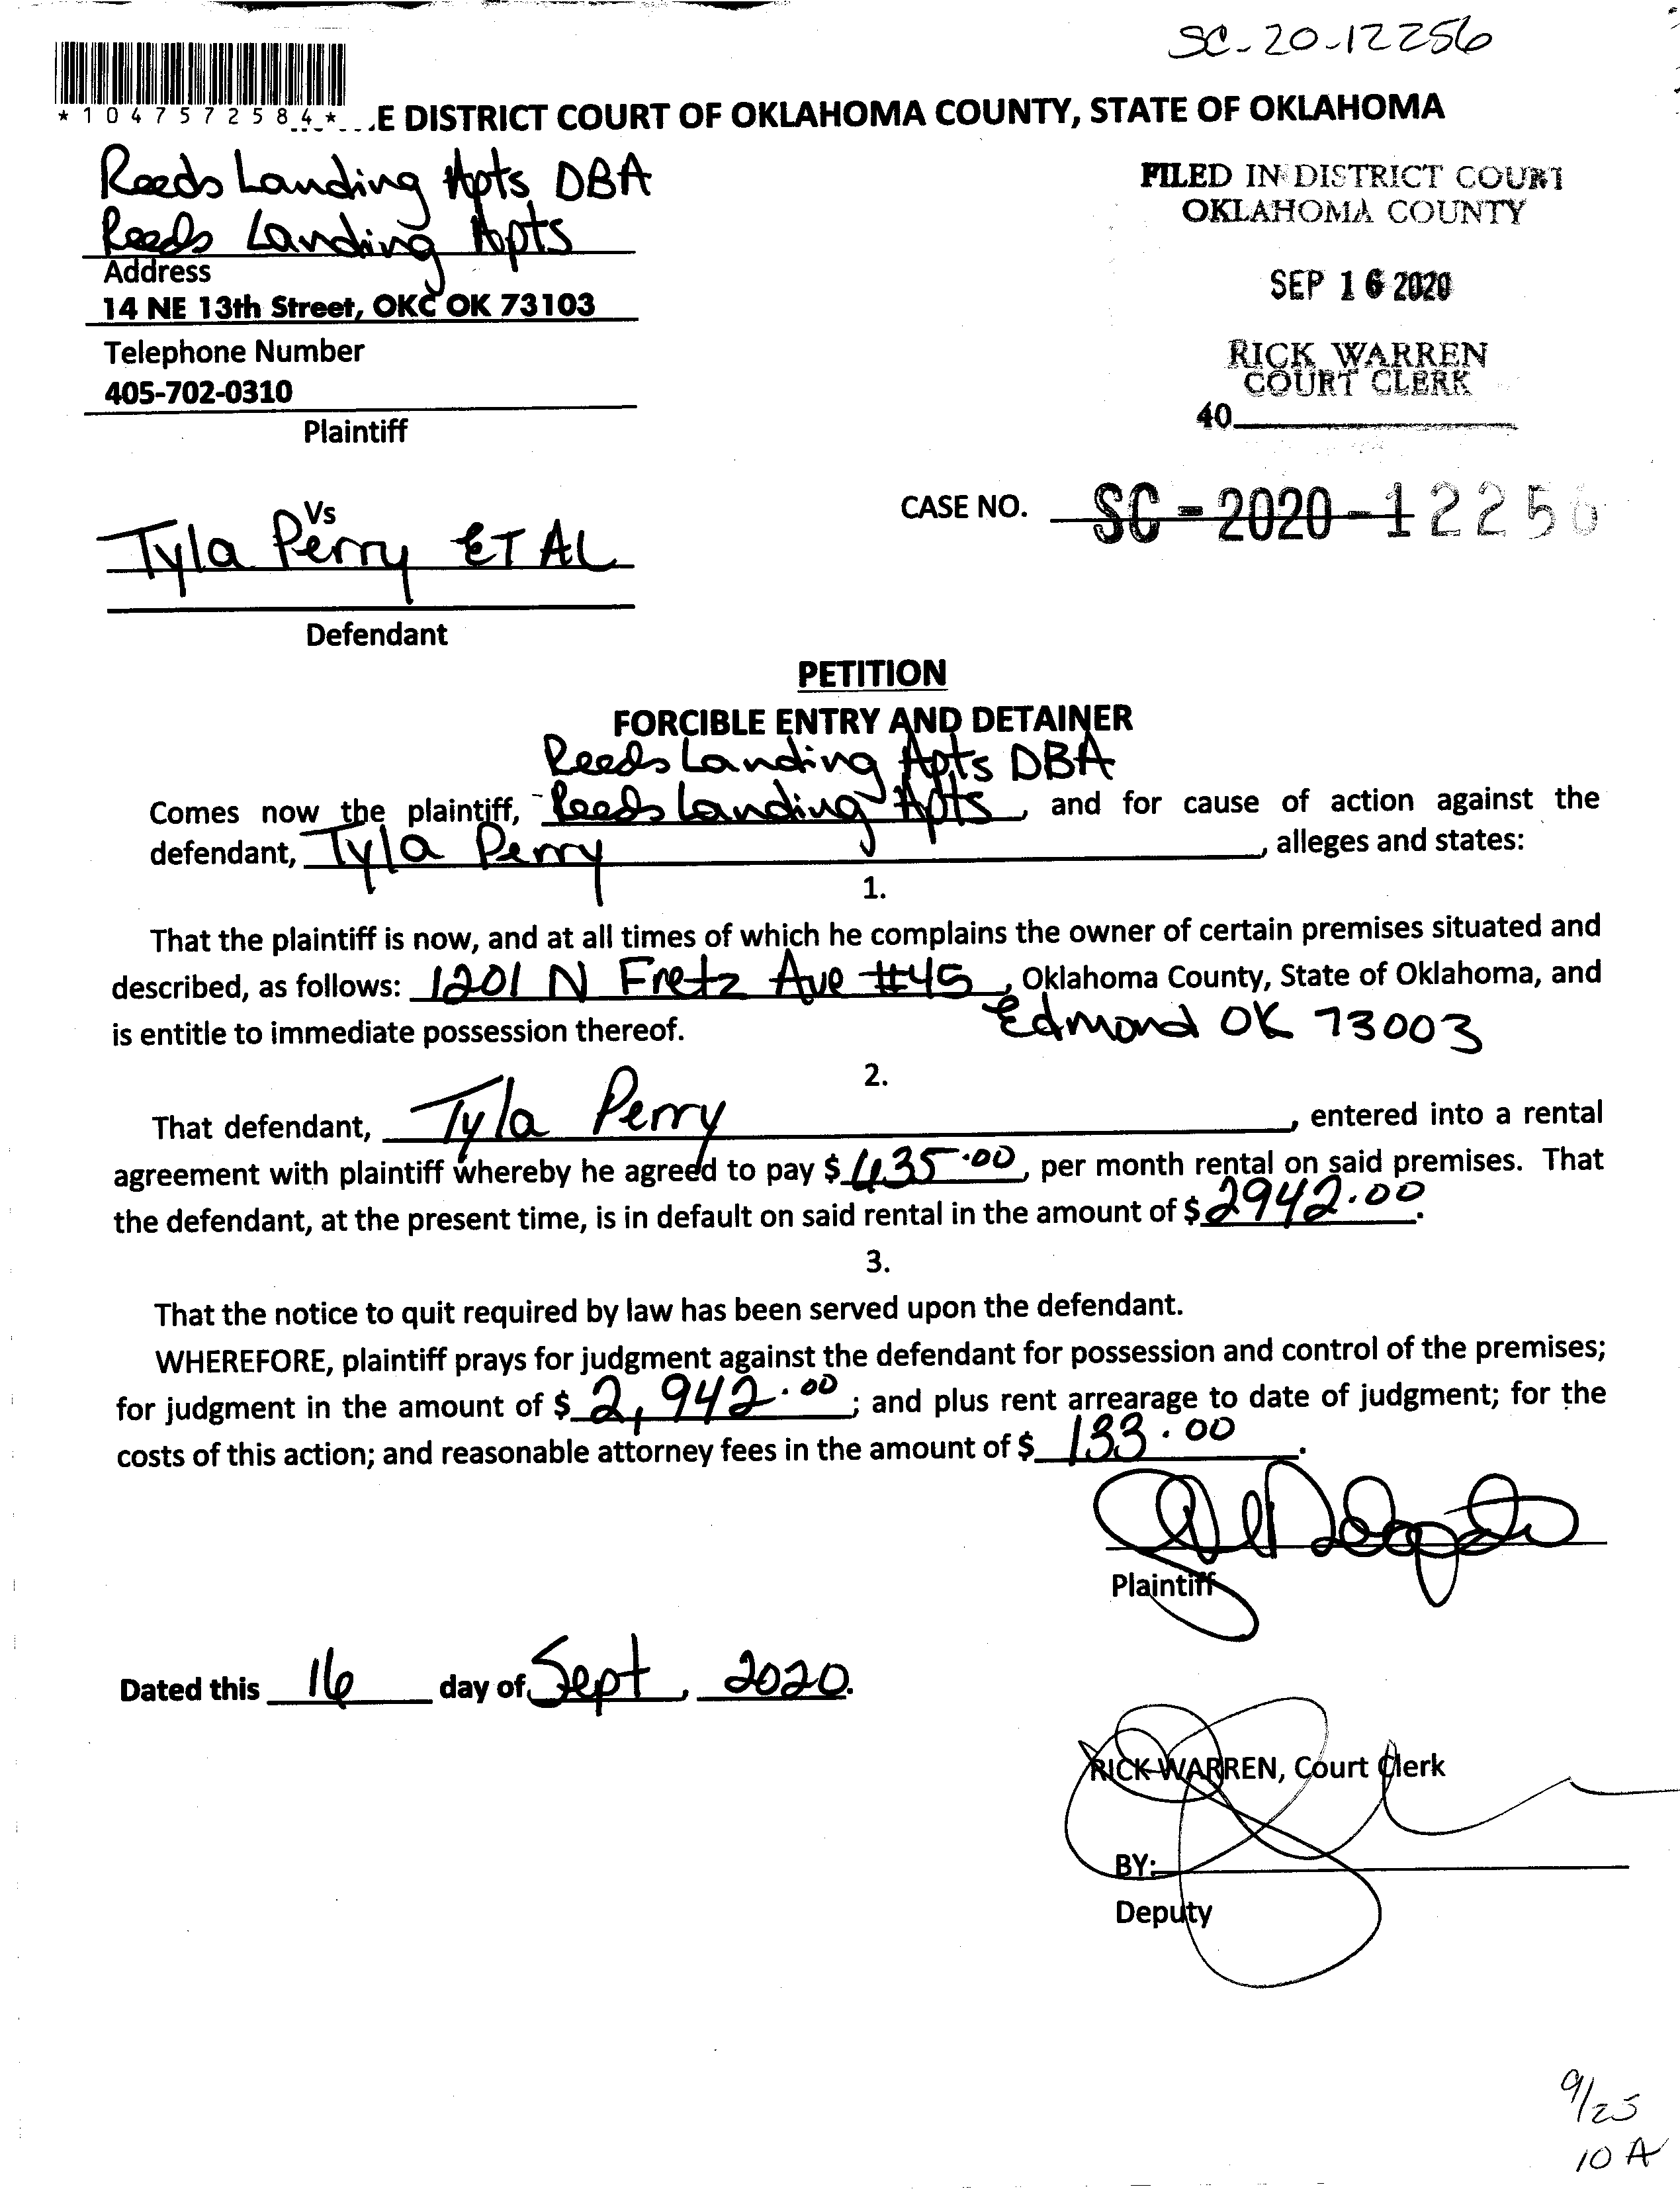 SC-20-12256
*1047572584*
E DISTRICT COURT OF OKLAHOMA COUNTY, STATE OF OKLAHOMA
Reeds Landing Apts DBA
Reeds Landing Apts
Address
14 NE 13th Street, OKC OK 73103
Telephone Number
405-702-0310
Plaintiff
FILED IN DISTRICT COURT
OKLAHOMA COUNTY
SEP 16 2020
RICK WARREN
COURT CLERK
40
Vs
Tyla Perry ET AL
Defendant
CASE NO. SC-2020-12256
PETITION
FORCIBLE ENTRY AND DETAINER
Reeds Landing Apts DBA
Comes now the plaintiff, Reeds Landing Apts, and for cause of action against the
defendant, Tyla Perry, alleges and states:
1.
That the plaintiff is now, and at all times of which he complains the owner of certain premises situated and
described, as follows: 1201 N Fretz Ave #45, Oklahoma County, State of Oklahoma, and
is entitle to immediate possession thereof. Edmond OK 73003
2.
That defendant, Tyla Perry, entered into a rental
agreement with plaintiff whereby he agreed to pay $ 435.00, per month rental on said premises. That
the defendant, at the present time, is in default on said rental in the amount of $ 2942.00.
3.
That the notice to quit required by law has been served upon the defendant.
WHEREFORE, plaintiff prays for judgment against the defendant for possession and control of the premises;
for judgment in the amount of $ 2,942.00; and plus rent arrearage to date of judgment; for the
costs of this action; and reasonable attorney fees in the amount of $ 133.00.
Plaintiff
Dated this 16 day of Sept, 2020.
RICK WARREN, Court Clerk
BY:
Deputy
9/25
10 A